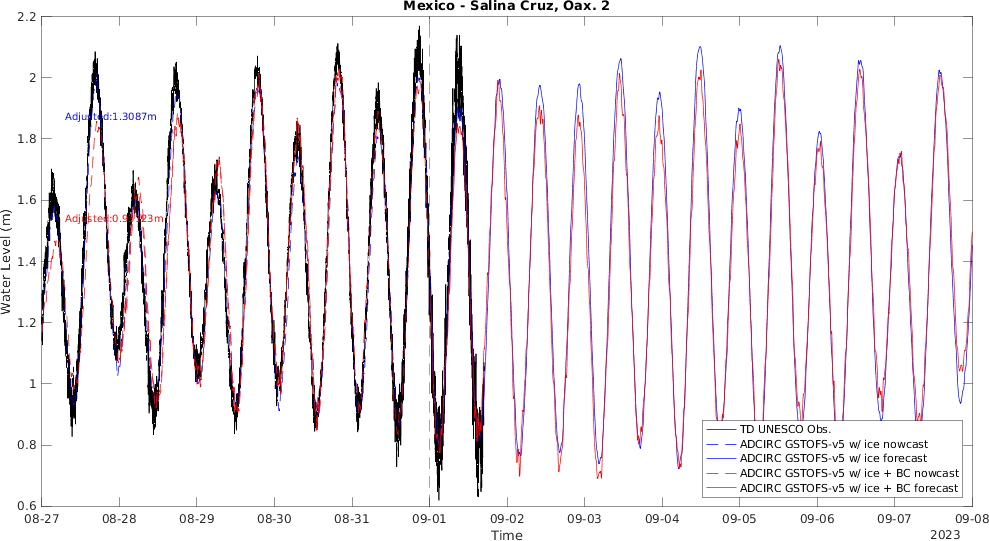 Mexico - Salina Cruz, Oax. 2
2.2
2
1.8
1.6
1.4
1.2
1
0.8
0.6
Water Level (m)
Adjusted:1.3087m
TD UNESCO Obs.
ADCIRC GSTOFS-v5 w/ ice nowcast
ADCIRC GSTOFS-v5 w/ ice forecast
ADCIRC GSTOFS-v5 w/ ice + BC nowcast
ADCIRC GSTOFS-v5 w/ ice + BC forecast
08-27 08-28 08-29 08-30 08-31 09-01 09-02 09-03 09-04 09-05 09-06 09-07 09-08
Time
2023